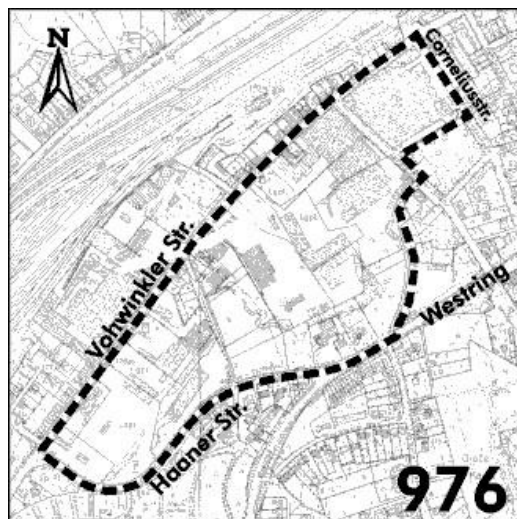 N
Corneliusstr.
Vohwinkler Str.
Westring
Haaner Str.
976